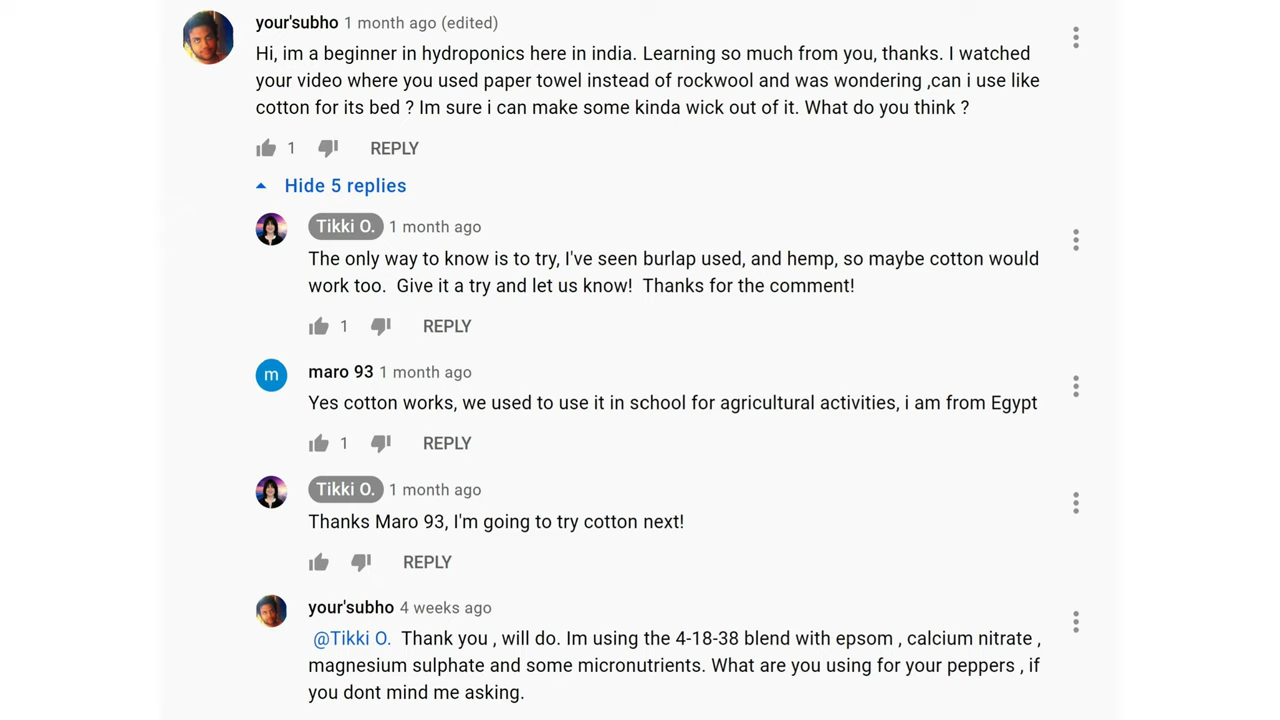 your'subho 1 month ago (edited)
Hi, im a beginner in hydroponics here in india. Learning so much from you, thanks. I watched
your video where you used paper towel instead of rockwool and was wondering ,can i use like
cotton for its bed ? Im sure i can make some kinda wick out of it. What do you think ?
1 REPLY
Hide 5 replies
Tikki O. 1 month ago
The only way to know is to try, I've seen burlap used, and hemp, so maybe cotton would
work too.  Give it a try and let us know!  Thanks for the comment!
1 REPLY
m maro 93 1 month ago
Yes cotton works, we used to use it in school for agricultural activities, i am from Egypt
1 REPLY
Tikki O. 1 month ago
Thanks Maro 93, I'm going to try cotton next!
REPLY
your'subho 4 weeks ago
@Tikki O.  Thank you , will do. Im using the 4-18-38 blend with epsom , calcium nitrate ,
magnesium sulphate and some micronutrients. What are you using for your peppers , if
you dont mind me asking.